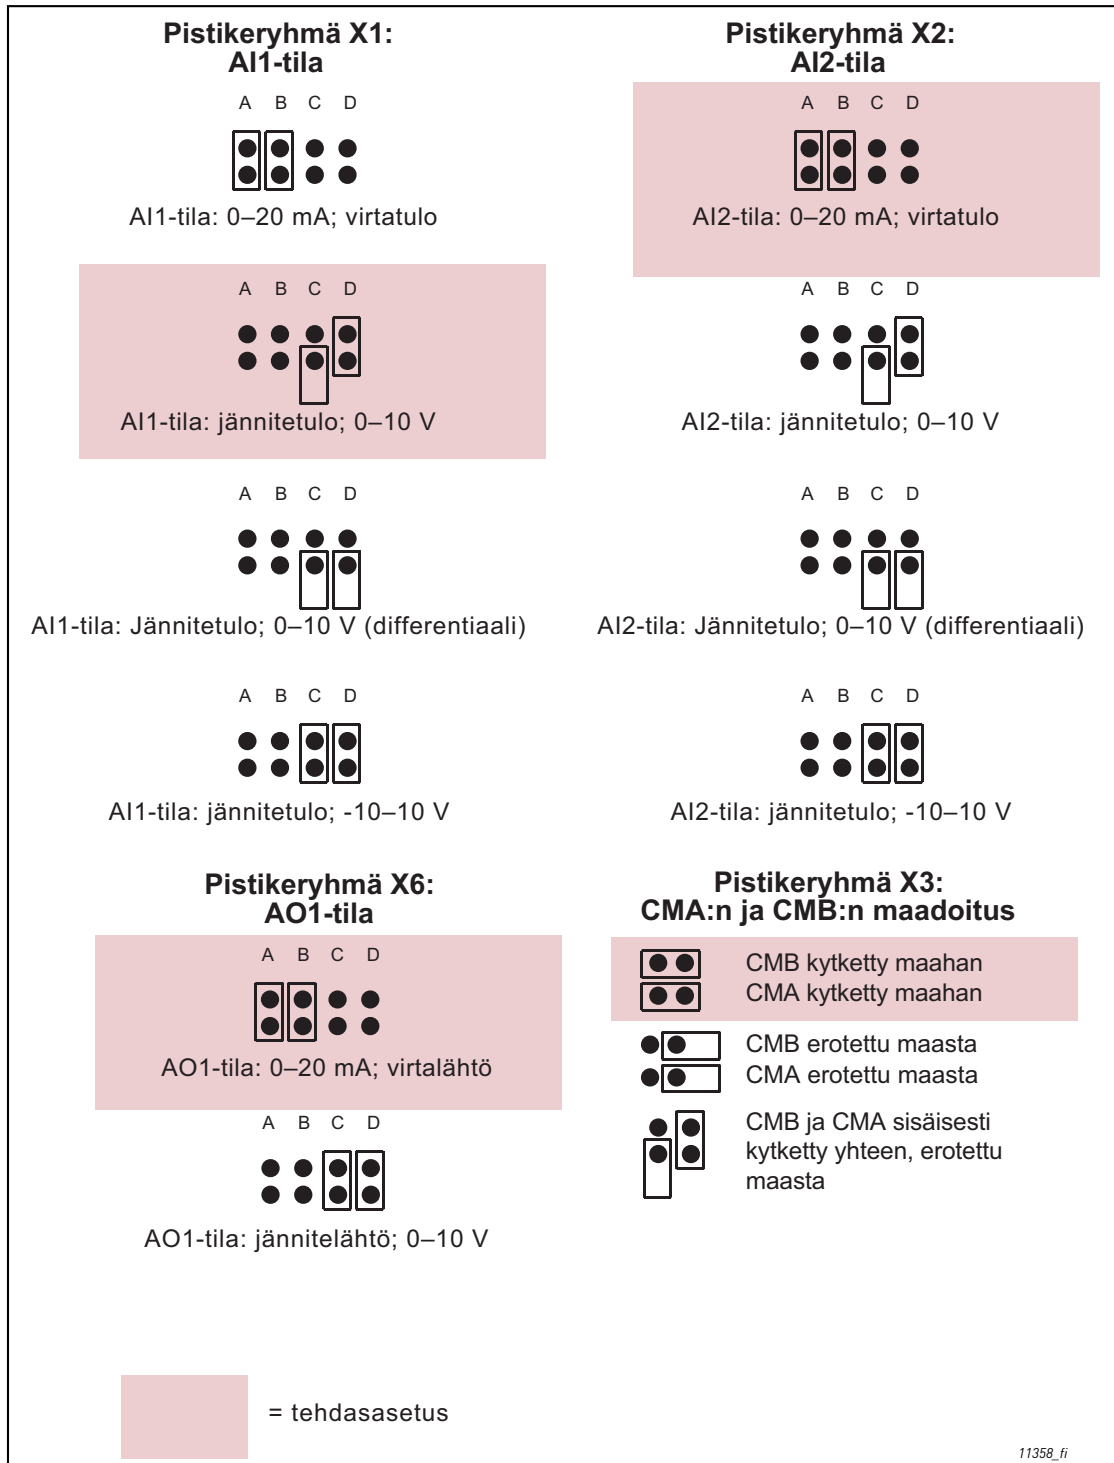 Pistikeryhmä X1:
AI1-tila
A B C D
AI1-tila: 0–20 mA; virtatulo
A B C D
AI1-tila: jännitetulo; 0–10 V
A B C D
AI1-tila: Jännitetulo; 0–10 V (differentiaali)
A B C D
AI1-tila: jännitetulo; -10–10 V
Pistikeryhmä X2:
AI2-tila
A B C D
AI2-tila: 0–20 mA; virtatulo
A B C D
AI2-tila: jännitetulo; 0–10 V
A B C D
AI2-tila: Jännitetulo; 0–10 V (differentiaali)
A B C D
AI2-tila: jännitetulo; -10–10 V
Pistikeryhmä X6:
AO1-tila
A B C D
AO1-tila: 0–20 mA; virtalähtö
A B C D
AO1-tila: jännitelähtö; 0–10 V
Pistikeryhmä X3:
CMA:n ja CMB:n maadoitus
CMB kytketty maahan
CMA kytketty maahan
CMB erotettu maasta
CMA erotettu maasta
CMB ja CMA sisäisesti
kytketty yhteen, erotettu
maasta
= tehdasasetus
11358_fi